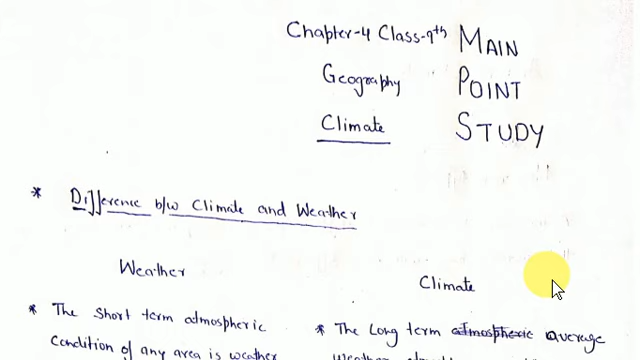 Chapter-4 Class-9th MAIN
Geography POINT
Climate STUDY
* Difference b/w Climate and Weather
Weather
Climate
* The Short term atmospheric
Condition of any area is weather
* The Long term atmospheric average